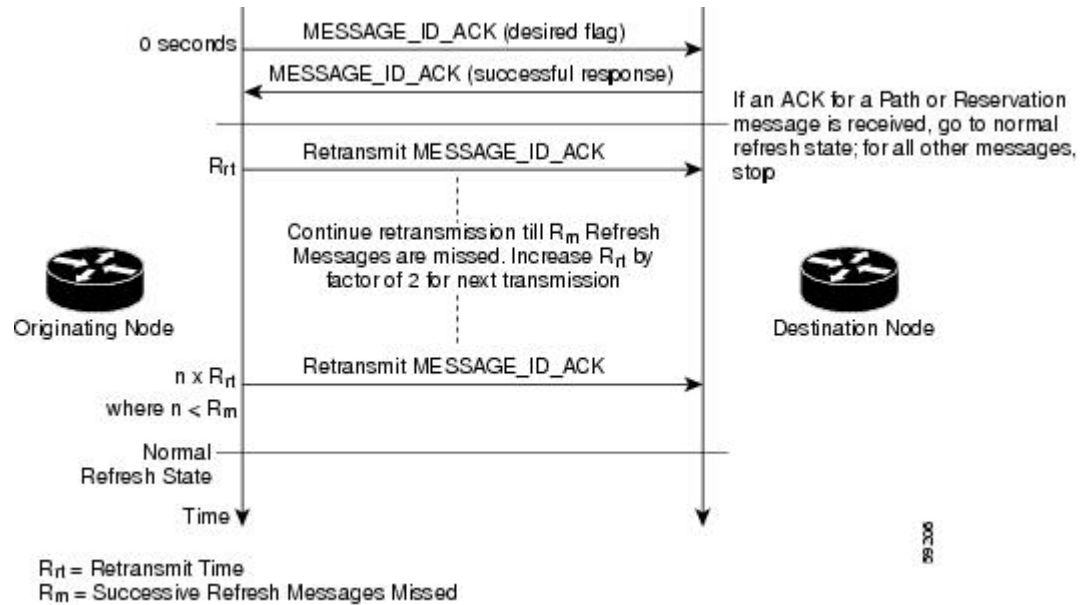 0 seconds
MESSAGE_ID_ACK (desired flag)
MESSAGE_ID_ACK (successful response)
If an ACK for a Path or Reservation
message is received, go to normal
refresh state; for all other messages,
stop
Rrt
Retransmit MESSAGE_ID_ACK
Continue retransmission till Rm Refresh
Messages are missed. Increase Rrt by
factor of 2 for next transmission
Originating Node
Destination Node
Retransmit MESSAGE_ID_ACK
n x Rrt
where n < Rm
Normal
Refresh State
Time
59206
Rrt = Retransmit Time
Rm = Successive Refresh Messages Missed